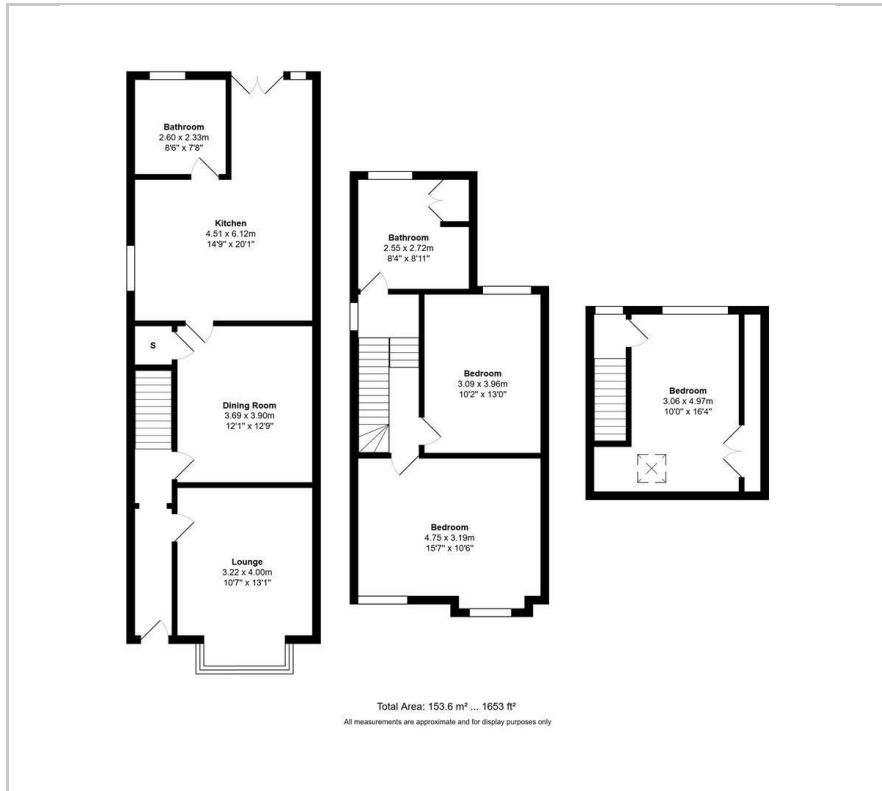 Bathroom
2.60 x 2.33m
8'6" x 7'8"
Kitchen
4.51 x 6.12m
14'9" x 20'1"
S
Dining Room
3.69 x 3.90m
12'1" x 12'9"
Lounge
3.22 x 4.00m
10'7" x 13'1"
Bathroom
2.55 x 2.72m
8'4" x 8'11"
Bedroom
3.09 x 3.96m
10'2" x 13'0"
Bedroom
4.75 x 3.19m
15'7" x 10'6"
Bedroom
3.06 x 4.97m
10'0" x 16'4"
Total Area: 153.6 m² ... 1653 ft²
All measurements are approximate and for display purposes only